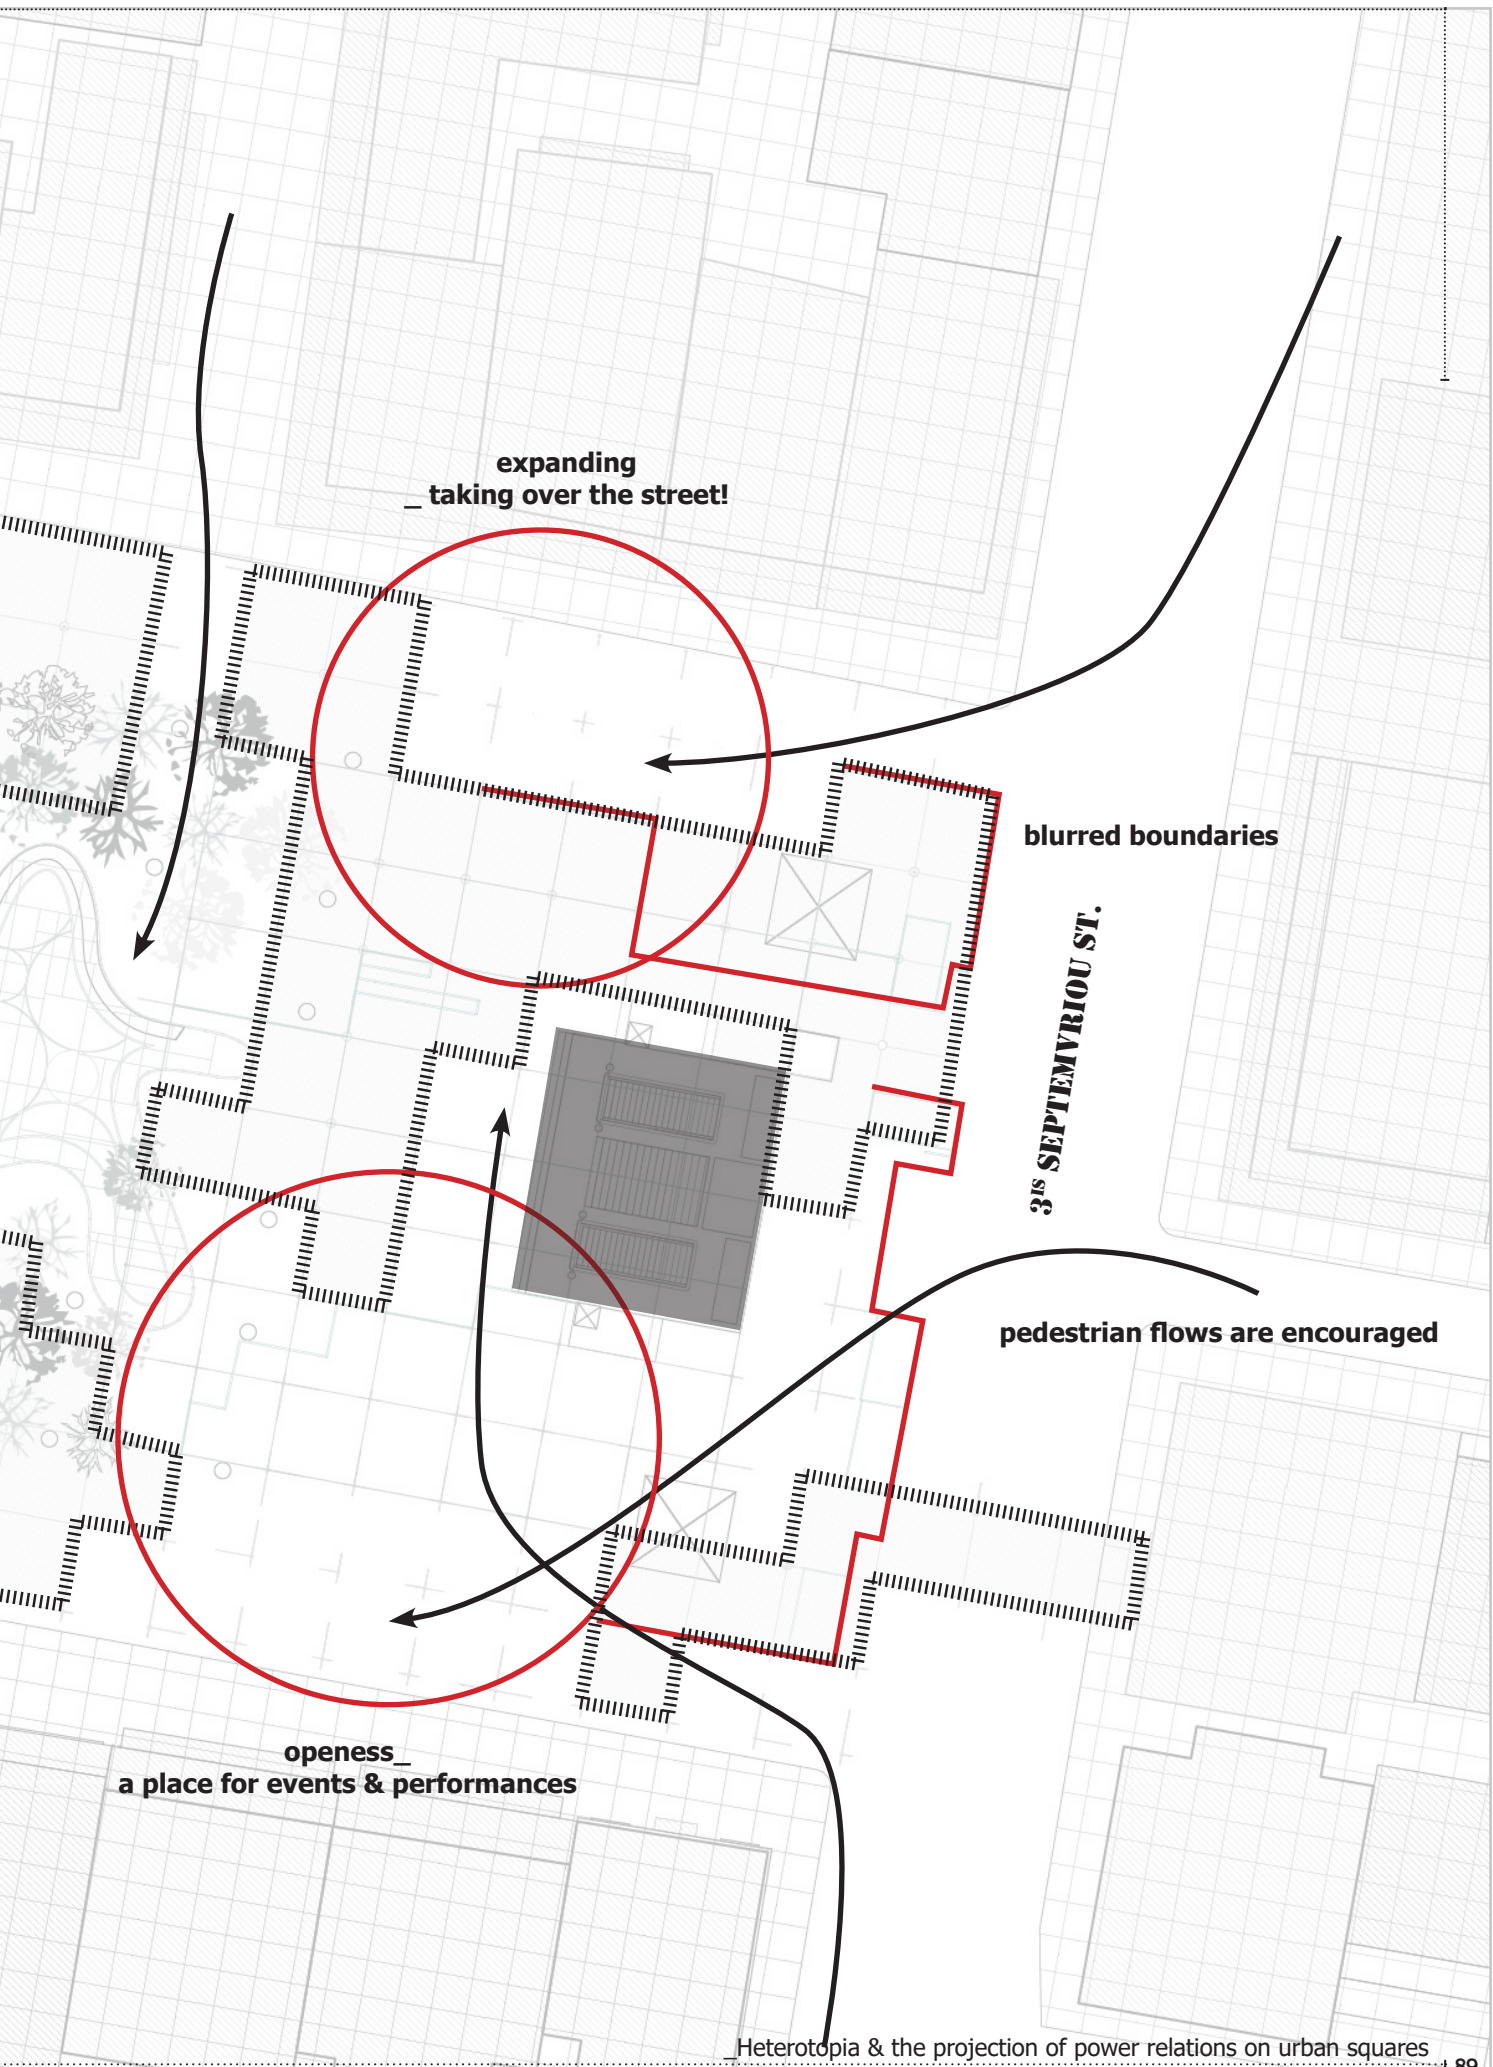 expanding
_ taking over the street!
blurred boundaries
3is SEPTEMVRIOU ST.
pedestrian flows are encouraged
openess_
a place for events & performances
_Heterotopia & the projection of power relations on urban squares
89